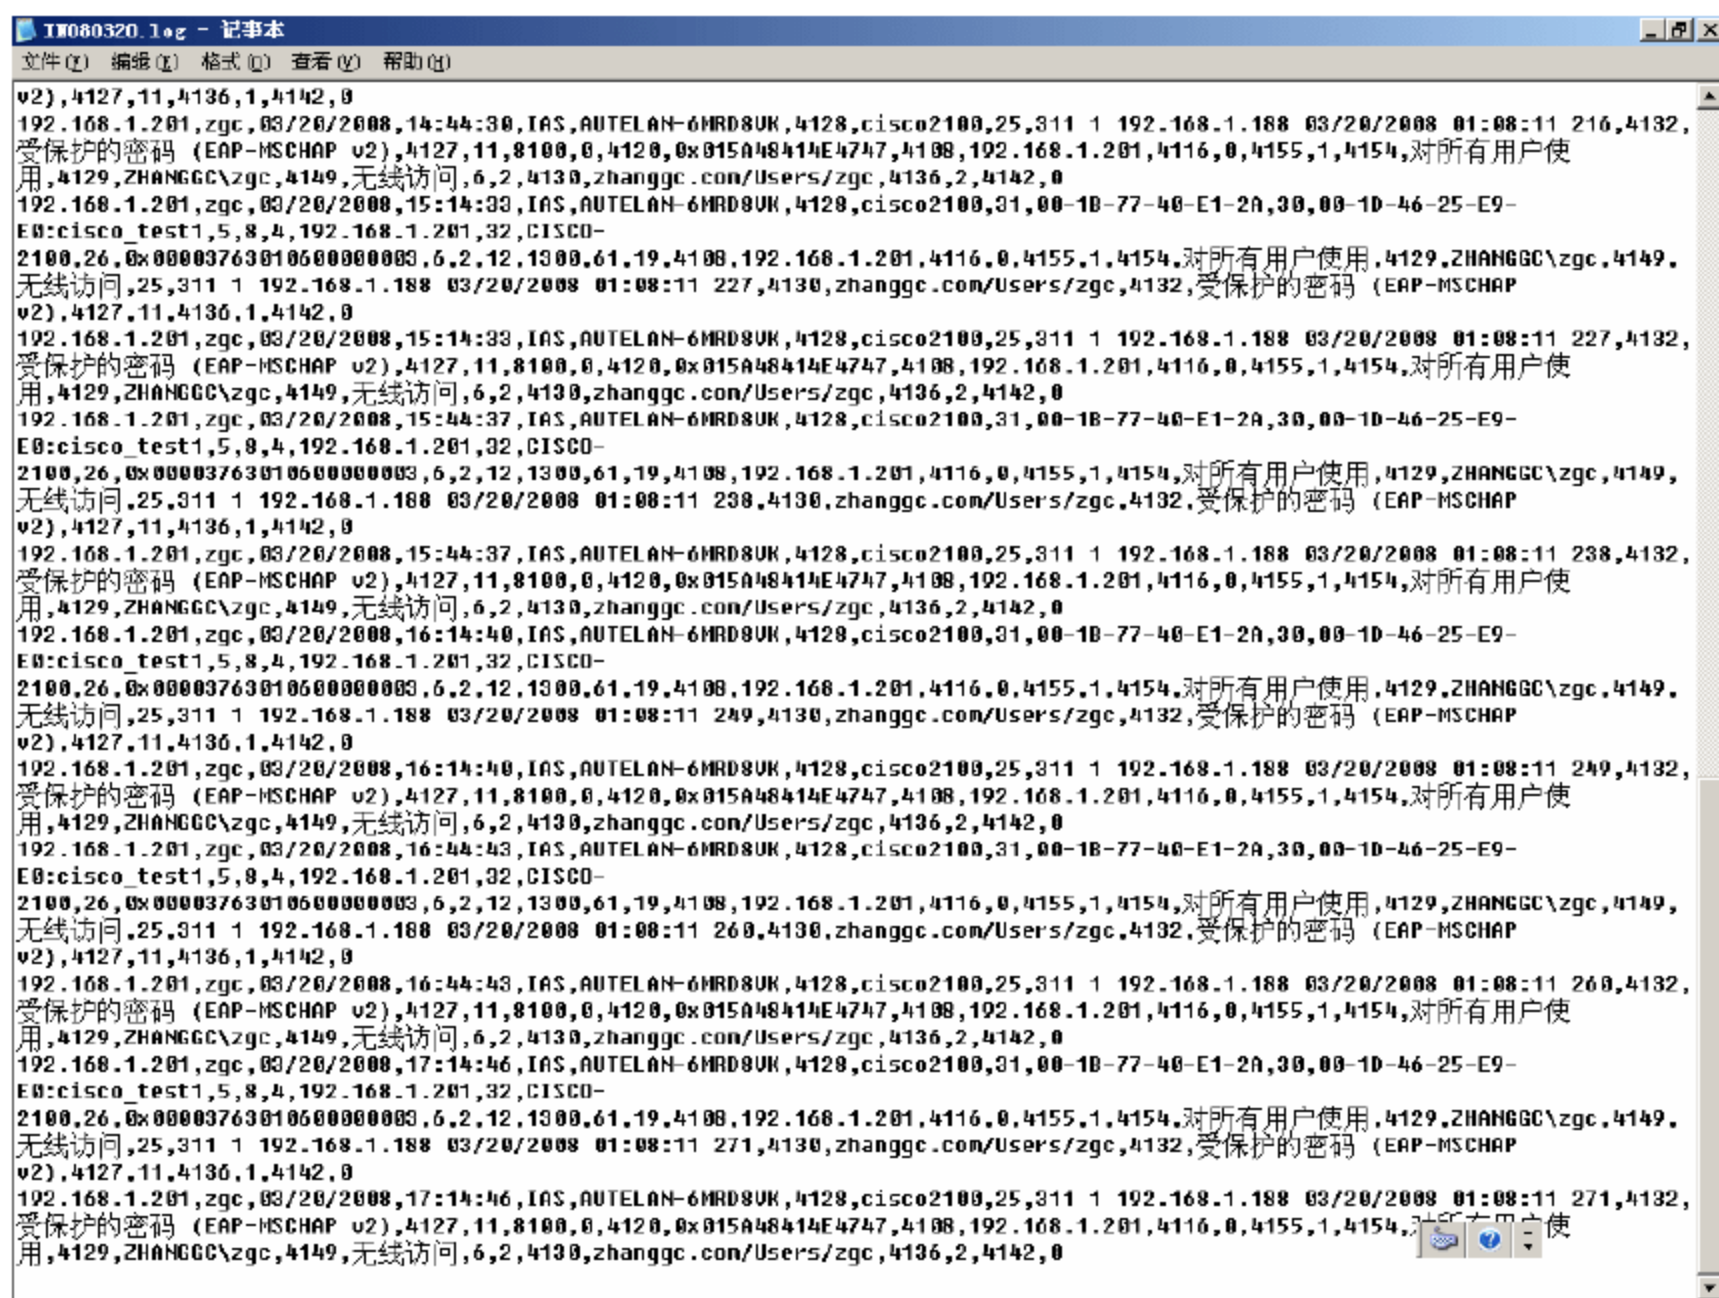 IN080320.log - 记事本
文件(F) 编辑(E) 格式(O) 查看(V) 帮助(H)
v2),4127,11,4136,1,4142,0
192.168.1.201,zgc,03/20/2008,14:44:30,IAS,AUTELAN-6MRD8VK,4128,cisco2100,25,311 1 192.168.1.188 03/20/2008 01:08:11 216,4132,
受保护的密码 (EAP-MSCHAP v2),4127,11,8100,0,4120,0x015A48414E4747,4108,192.168.1.201,4116,0,4155,1,4154,对所有用户使
用,4129,ZHANGGC\zgc,4149,无线访问,6,2,4130,zhanggc.com/Users/zgc,4136,2,4142,0
192.168.1.201,zgc,03/20/2008,15:14:33,IAS,AUTELAN-6MRD8VK,4128,cisco2100,31,00-1B-77-40-E1-2A,30,00-1D-46-25-E9-
E0:cisco_test1,5,8,4,192.168.1.201,32,CISCO-
2100,26,0x00003763010600000003,6,2,12,1300,61,19,4108,192.168.1.201,4116,0,4155,1,4154,对所有用户使用,4129,ZHANGGC\zgc,4149,
无线访问,25,311 1 192.168.1.188 03/20/2008 01:08:11 227,4130,zhanggc.com/Users/zgc,4132,受保护的密码 (EAP-MSCHAP
v2),4127,11,4136,1,4142,0
192.168.1.201,zgc,03/20/2008,15:14:33,IAS,AUTELAN-6MRD8VK,4128,cisco2100,25,311 1 192.168.1.188 03/20/2008 01:08:11 227,4132,
受保护的密码 (EAP-MSCHAP v2),4127,11,8100,0,4120,0x015A48414E4747,4108,192.168.1.201,4116,0,4155,1,4154,对所有用户使
用,4129,ZHANGGC\zgc,4149,无线访问,6,2,4130,zhanggc.com/Users/zgc,4136,2,4142,0
192.168.1.201,zgc,03/20/2008,15:44:37,IAS,AUTELAN-6MRD8VK,4128,cisco2100,31,00-1B-77-40-E1-2A,30,00-1D-46-25-E9-
E0:cisco_test1,5,8,4,192.168.1.201,32,CISCO-
2100,26,0x00003763010600000003,6,2,12,1300,61,19,4108,192.168.1.201,4116,0,4155,1,4154,对所有用户使用,4129,ZHANGGC\zgc,4149,
无线访问,25,311 1 192.168.1.188 03/20/2008 01:08:11 238,4130,zhanggc.com/Users/zgc,4132,受保护的密码 (EAP-MSCHAP
v2),4127,11,4136,1,4142,0
192.168.1.201,zgc,03/20/2008,15:44:37,IAS,AUTELAN-6MRD8VK,4128,cisco2100,25,311 1 192.168.1.188 03/20/2008 01:08:11 238,4132,
受保护的密码 (EAP-MSCHAP v2),4127,11,8100,0,4120,0x015A48414E4747,4108,192.168.1.201,4116,0,4155,1,4154,对所有用户使
用,4129,ZHANGGC\zgc,4149,无线访问,6,2,4130,zhanggc.com/Users/zgc,4136,2,4142,0
192.168.1.201,zgc,03/20/2008,16:14:40,IAS,AUTELAN-6MRD8VK,4128,cisco2100,31,00-1B-77-40-E1-2A,30,00-1D-46-25-E9-
E0:cisco_test1,5,8,4,192.168.1.201,32,CISCO-
2100,26,0x00003763010600000003,6,2,12,1300,61,19,4108,192.168.1.201,4116,0,4155,1,4154,对所有用户使用,4129,ZHANGGC\zgc,4149,
无线访问,25,311 1 192.168.1.188 03/20/2008 01:08:11 249,4130,zhanggc.com/Users/zgc,4132,受保护的密码 (EAP-MSCHAP
v2),4127,11,4136,1,4142,0
192.168.1.201,zgc,03/20/2008,16:14:40,IAS,AUTELAN-6MRD8VK,4128,cisco2100,25,311 1 192.168.1.188 03/20/2008 01:08:11 249,4132,
受保护的密码 (EAP-MSCHAP v2),4127,11,8100,0,4120,0x015A48414E4747,4108,192.168.1.201,4116,0,4155,1,4154,对所有用户使
用,4129,ZHANGGC\zgc,4149,无线访问,6,2,4130,zhanggc.com/Users/zgc,4136,2,4142,0
192.168.1.201,zgc,03/20/2008,16:44:43,IAS,AUTELAN-6MRD8VK,4128,cisco2100,31,00-1B-77-40-E1-2A,30,00-1D-46-25-E9-
E0:cisco_test1,5,8,4,192.168.1.201,32,CISCO-
2100,26,0x00003763010600000003,6,2,12,1300,61,19,4108,192.168.1.201,4116,0,4155,1,4154,对所有用户使用,4129,ZHANGGC\zgc,4149,
无线访问,25,311 1 192.168.1.188 03/20/2008 01:08:11 260,4130,zhanggc.com/Users/zgc,4132,受保护的密码 (EAP-MSCHAP
v2),4127,11,4136,1,4142,0
192.168.1.201,zgc,03/20/2008,16:44:43,IAS,AUTELAN-6MRD8VK,4128,cisco2100,25,311 1 192.168.1.188 03/20/2008 01:08:11 260,4132,
受保护的密码 (EAP-MSCHAP v2),4127,11,8100,0,4120,0x015A48414E4747,4108,192.168.1.201,4116,0,4155,1,4154,对所有用户使
用,4129,ZHANGGC\zgc,4149,无线访问,6,2,4130,zhanggc.com/Users/zgc,4136,2,4142,0
192.168.1.201,zgc,03/20/2008,17:14:46,IAS,AUTELAN-6MRD8VK,4128,cisco2100,31,00-1B-77-40-E1-2A,30,00-1D-46-25-E9-
E0:cisco_test1,5,8,4,192.168.1.201,32,CISCO-
2100,26,0x00003763010600000003,6,2,12,1300,61,19,4108,192.168.1.201,4116,0,4155,1,4154,对所有用户使用,4129,ZHANGGC\zgc,4149,
无线访问,25,311 1 192.168.1.188 03/20/2008 01:08:11 271,4130,zhanggc.com/Users/zgc,4132,受保护的密码 (EAP-MSCHAP
v2),4127,11,4136,1,4142,0
192.168.1.201,zgc,03/20/2008,17:14:46,IAS,AUTELAN-6MRD8VK,4128,cisco2100,25,311 1 192.168.1.188 03/20/2008 01:08:11 271,4132,
受保护的密码 (EAP-MSCHAP v2),4127,11,8100,0,4120,0x015A48414E4747,4108,192.168.1.201,4116,0,4155,1,4154,使
用,4129,ZHANGGC\zgc,4149,无线访问,6,2,4130,zhanggc.com/Users/zgc,4136,2,4142,0